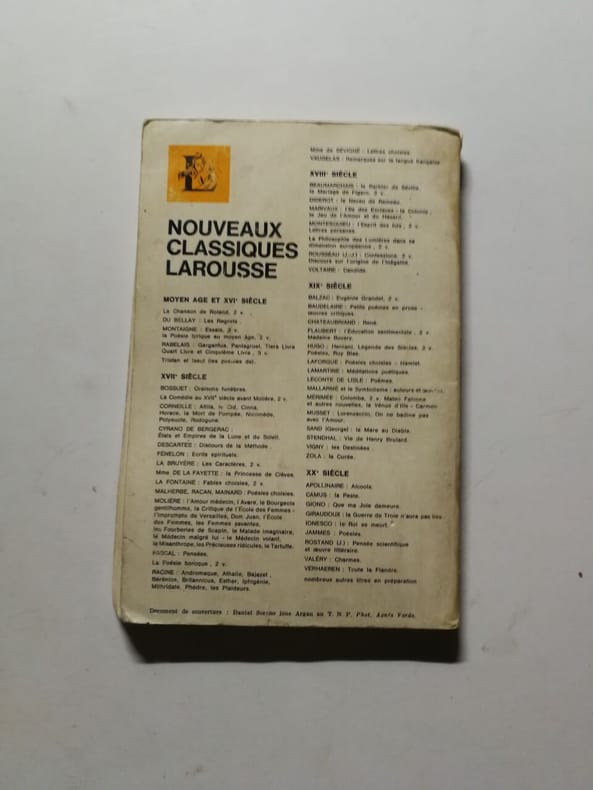 NOUVEAUX
CLASSIQUES
LAROUSSE
MOYEN AGE ET XVIe SIÈCLE
La Chanson de Roland, 2 v.
DU BELLAY : Les Regrets
MONTAIGNE : Essais, 3 v.
la Poésie lyrique au moyen âge, 2 v.
RABELAIS : Gargantua, Pantagruel, Tiers Livre
Quart Livre et Cinquième Livre, 3 v.
Tristan et Iseut (les poèmes de).
XVIIe SIÈCLE
BOSSUET : Oraisons funèbres.
La Comédie au XVIIe siècle avant Molière, 2 v.
CORNEILLE : Attila, le Cid, Cinna,
Horace, la Mort de Pompée, Nicomède,
Polyeucte, Rodogune.
CYRANO DE BERGERAC :
États et Empires de la Lune et du Soleil.
DESCARTES : Discours de la Méthode.
FÉNELON : Écrits spirituels.
LA BRUYÈRE : Les Caractères, 2 v.
Mme DE LA FAYETTE : la Princesse de Clèves.
LA FONTAINE : Fables choisies, 2 v.
MALHERBE, RACAN, MAINARD : Poésies choisies.
MOLIÈRE : l'Amour médecin, l'Avare, le Bourgeois
gentilhomme, la Critique de l'École des Femmes -
l'Impromptu de Versailles, Dom Juan, l'École
des Femmes, les Femmes savantes,
les Fourberies de Scapin, le Malade imaginaire,
le Médecin malgré lui - le Médecin volant,
le Misanthrope, les Précieuses ridicules, le Tartuffe.
PASCAL : Pensées.
La Poésie baroque, 2 v.
RACINE : Andromaque, Athalie, Bajazet,
Bérénice, Britannicus, Esther, Iphigénie,
Mithridate, Phèdre, les Plaideurs.
Mme de SÉVIGNÉ : Lettres choisies.
VAUGELAS : Remarques sur la langue française
XVIIIe SIÈCLE
BEAUMARCHAIS : le Barbier de Séville,
le Mariage de Figaro, 2 v.
DIDEROT : le Neveu de Rameau.
MARIVAUX : l'Ile des Esclaves - la Colonie,
le Jeu de l'Amour et du Hasard.
MONTESQUIEU : l'Esprit des lois, 2 v.
Lettres persanes.
La Philosophie des Lumières dans sa
dimension européenne, 2 v.
ROUSSEAU (J.-J.) : Confessions, 2 v.
Discours sur l'origine de l'inégalité.
VOLTAIRE : Candide.
XIXe SIÈCLE
BALZAC : Eugénie Grandet, 2 v.
BAUDELAIRE : Petits poèmes en prose -
œuvres critiques.
CHATEAUBRIAND : René.
FLAUBERT : l'Éducation sentimentale, 2 v.
Madame Bovary.
HUGO : Hernani, Légende des Siècles, 2 v.
Poésies, Ruy Blas.
LAFORGUE : Poésies choisies - Hamlet.
LAMARTINE : Méditations poétiques.
LECONTE DE LISLE : Poèmes.
MALLARMÉ et le Symbolisme : auteurs et œuvres.
MÉRIMÉE : Colomba, 2 v. Mateo Falcone
et autres nouvelles, la Vénus d'Ille - Carmen
MUSSET : Lorenzaccio, On ne badine pas
avec l'Amour.
SAND (George) : la Mare au Diable.
STENDHAL : Vie de Henry Brulard.
VIGNY : les Destinées.
ZOLA : la Curée.
XXe SIÈCLE
APOLLINAIRE : Alcools.
CAMUS : la Peste.
GIONO : Que ma Joie demeure.
GIRAUDOUX : la Guerre de Troie n'aura pas lieu.
IONESCO : le Roi se meurt.
JAMMES : Poésies.
ROSTAND (J.) : Pensée scientifique
et œuvre littéraire.
VALÉRY : Charmes.
VERHAEREN : Toute la Flandre.
nombreux autres titres en préparation
Document de couverture : Daniel Sorano joue Argan au T. N. P. Phot. Agnès Varda.